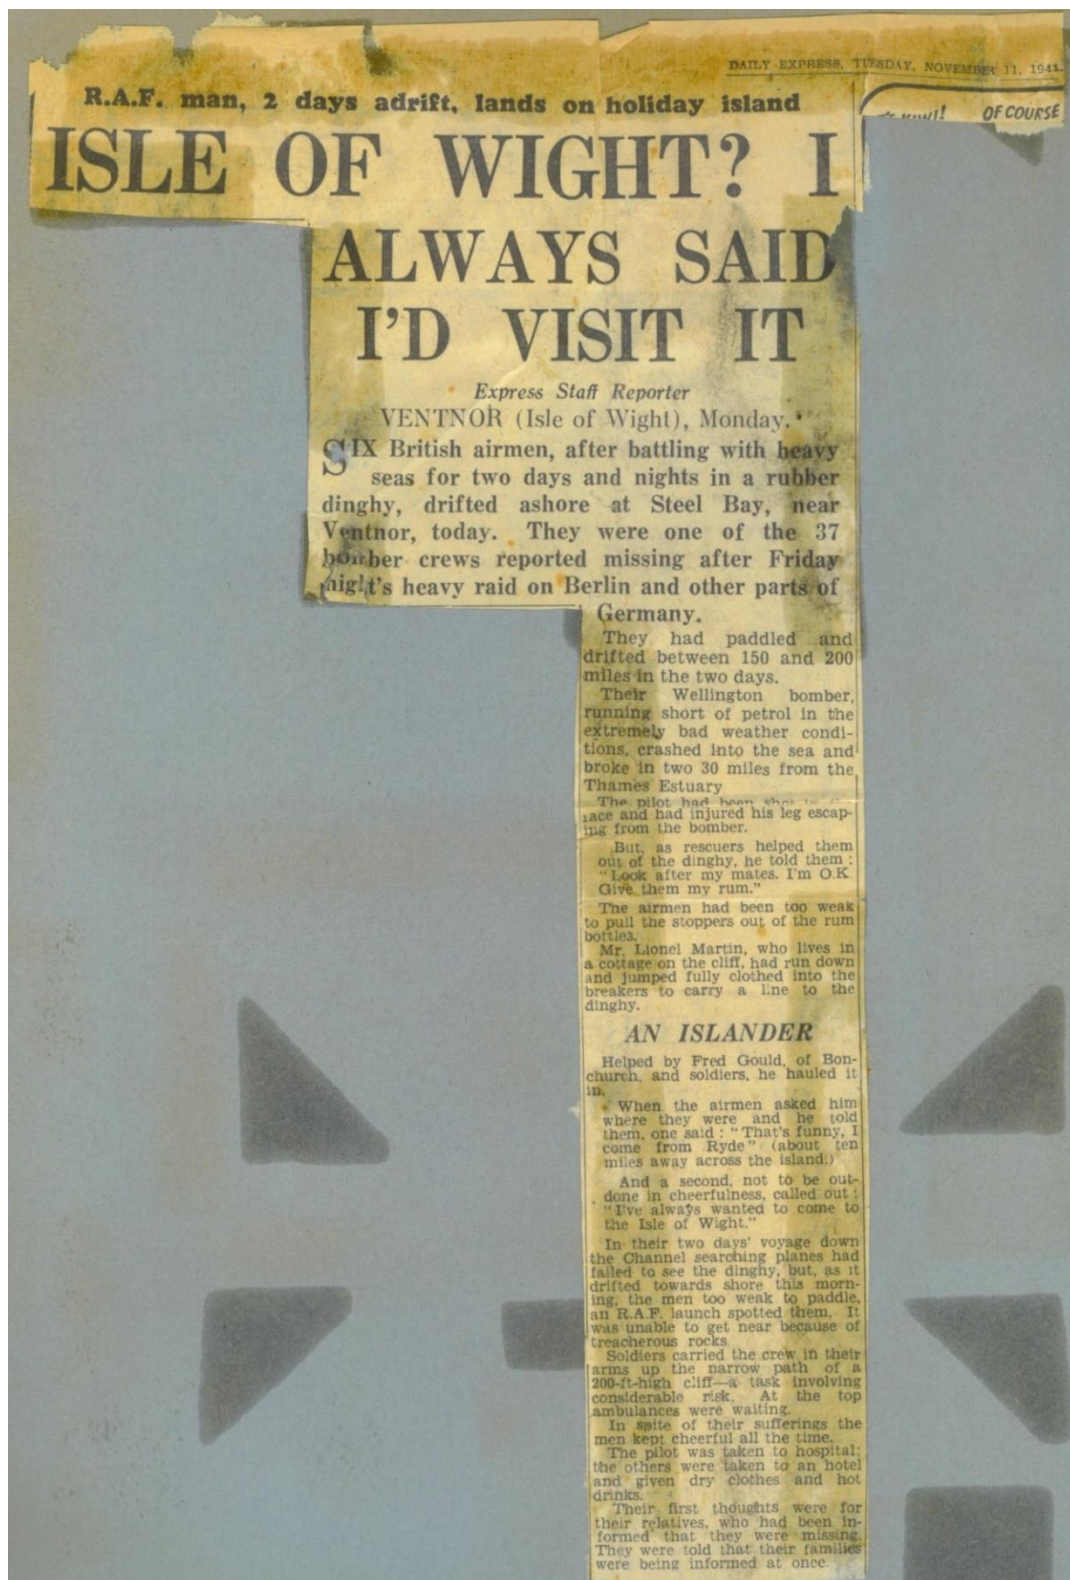 DAILY EXPRESS, TUESDAY, NOVEMBER 11, 1941.
OF COURSE
R.A.F. man, 2 days adrift, lands on holiday island
ISLE OF WIGHT? I
ALWAYS SAID
I'D VISIT IT
Express Staff Reporter
VENTNOR (Isle of Wight), Monday.
SIX British airmen, after battling with heavy
seas for two days and nights in a rubber
dinghy, drifted ashore at Steel Bay, near
Ventnor, today. They were one of the 37
bomber crews reported missing after Friday
night's heavy raid on Berlin and other parts of
Germany.
They had paddled and
drifted between 150 and 200
miles in the two days.
Their Wellington bomber,
running short of petrol in the
extremely bad weather condi-
tions, crashed into the sea and
broke in two 30 miles from the
Thames Estuary
The pilot had been
ace and had injured his leg escap-
ing from the bomber.
But, as rescuers helped them
out of the dinghy, he told them :
"Look after my mates. I'm O.K.
Give them my rum."
The airmen had been too weak
to pull the stoppers out of the rum
bottles.
Mr. Lionel Martin, who lives in
a cottage on the cliff, had run down
and jumped fully clothed into the
breakers to carry a line to the
dinghy.
AN ISLANDER
Helped by Fred Gould, of Bon-
church, and soldiers, he hauled it
in.
When the airmen asked him
where they were and he told
them, one said : "That's funny, I
come from Ryde" (about ten
miles away across the island.)
And a second, not to be out-
done in cheerfulness, called out :
"I've always wanted to come to
the Isle of Wight."
In their two days' voyage down
the Channel searching planes had
failed to see the dinghy, but, as it
drifted towards shore this morn-
ing, the men too weak to paddle,
an R.A.F. launch spotted them. It
was unable to get near because of
treacherous rocks.
Soldiers carried the crew in their
arms up the narrow path of a
200-ft-high cliff—a task involving
considerable risk. At the top
ambulances were waiting.
In spite of their sufferings the
men kept cheerful all the time.
The pilot was taken to hospital;
the others were taken to an hotel
and given dry clothes and hot
drinks.
Their first thoughts were for
their relatives, who had been in-
formed that they were missing.
They were told that their families
were being informed at once.